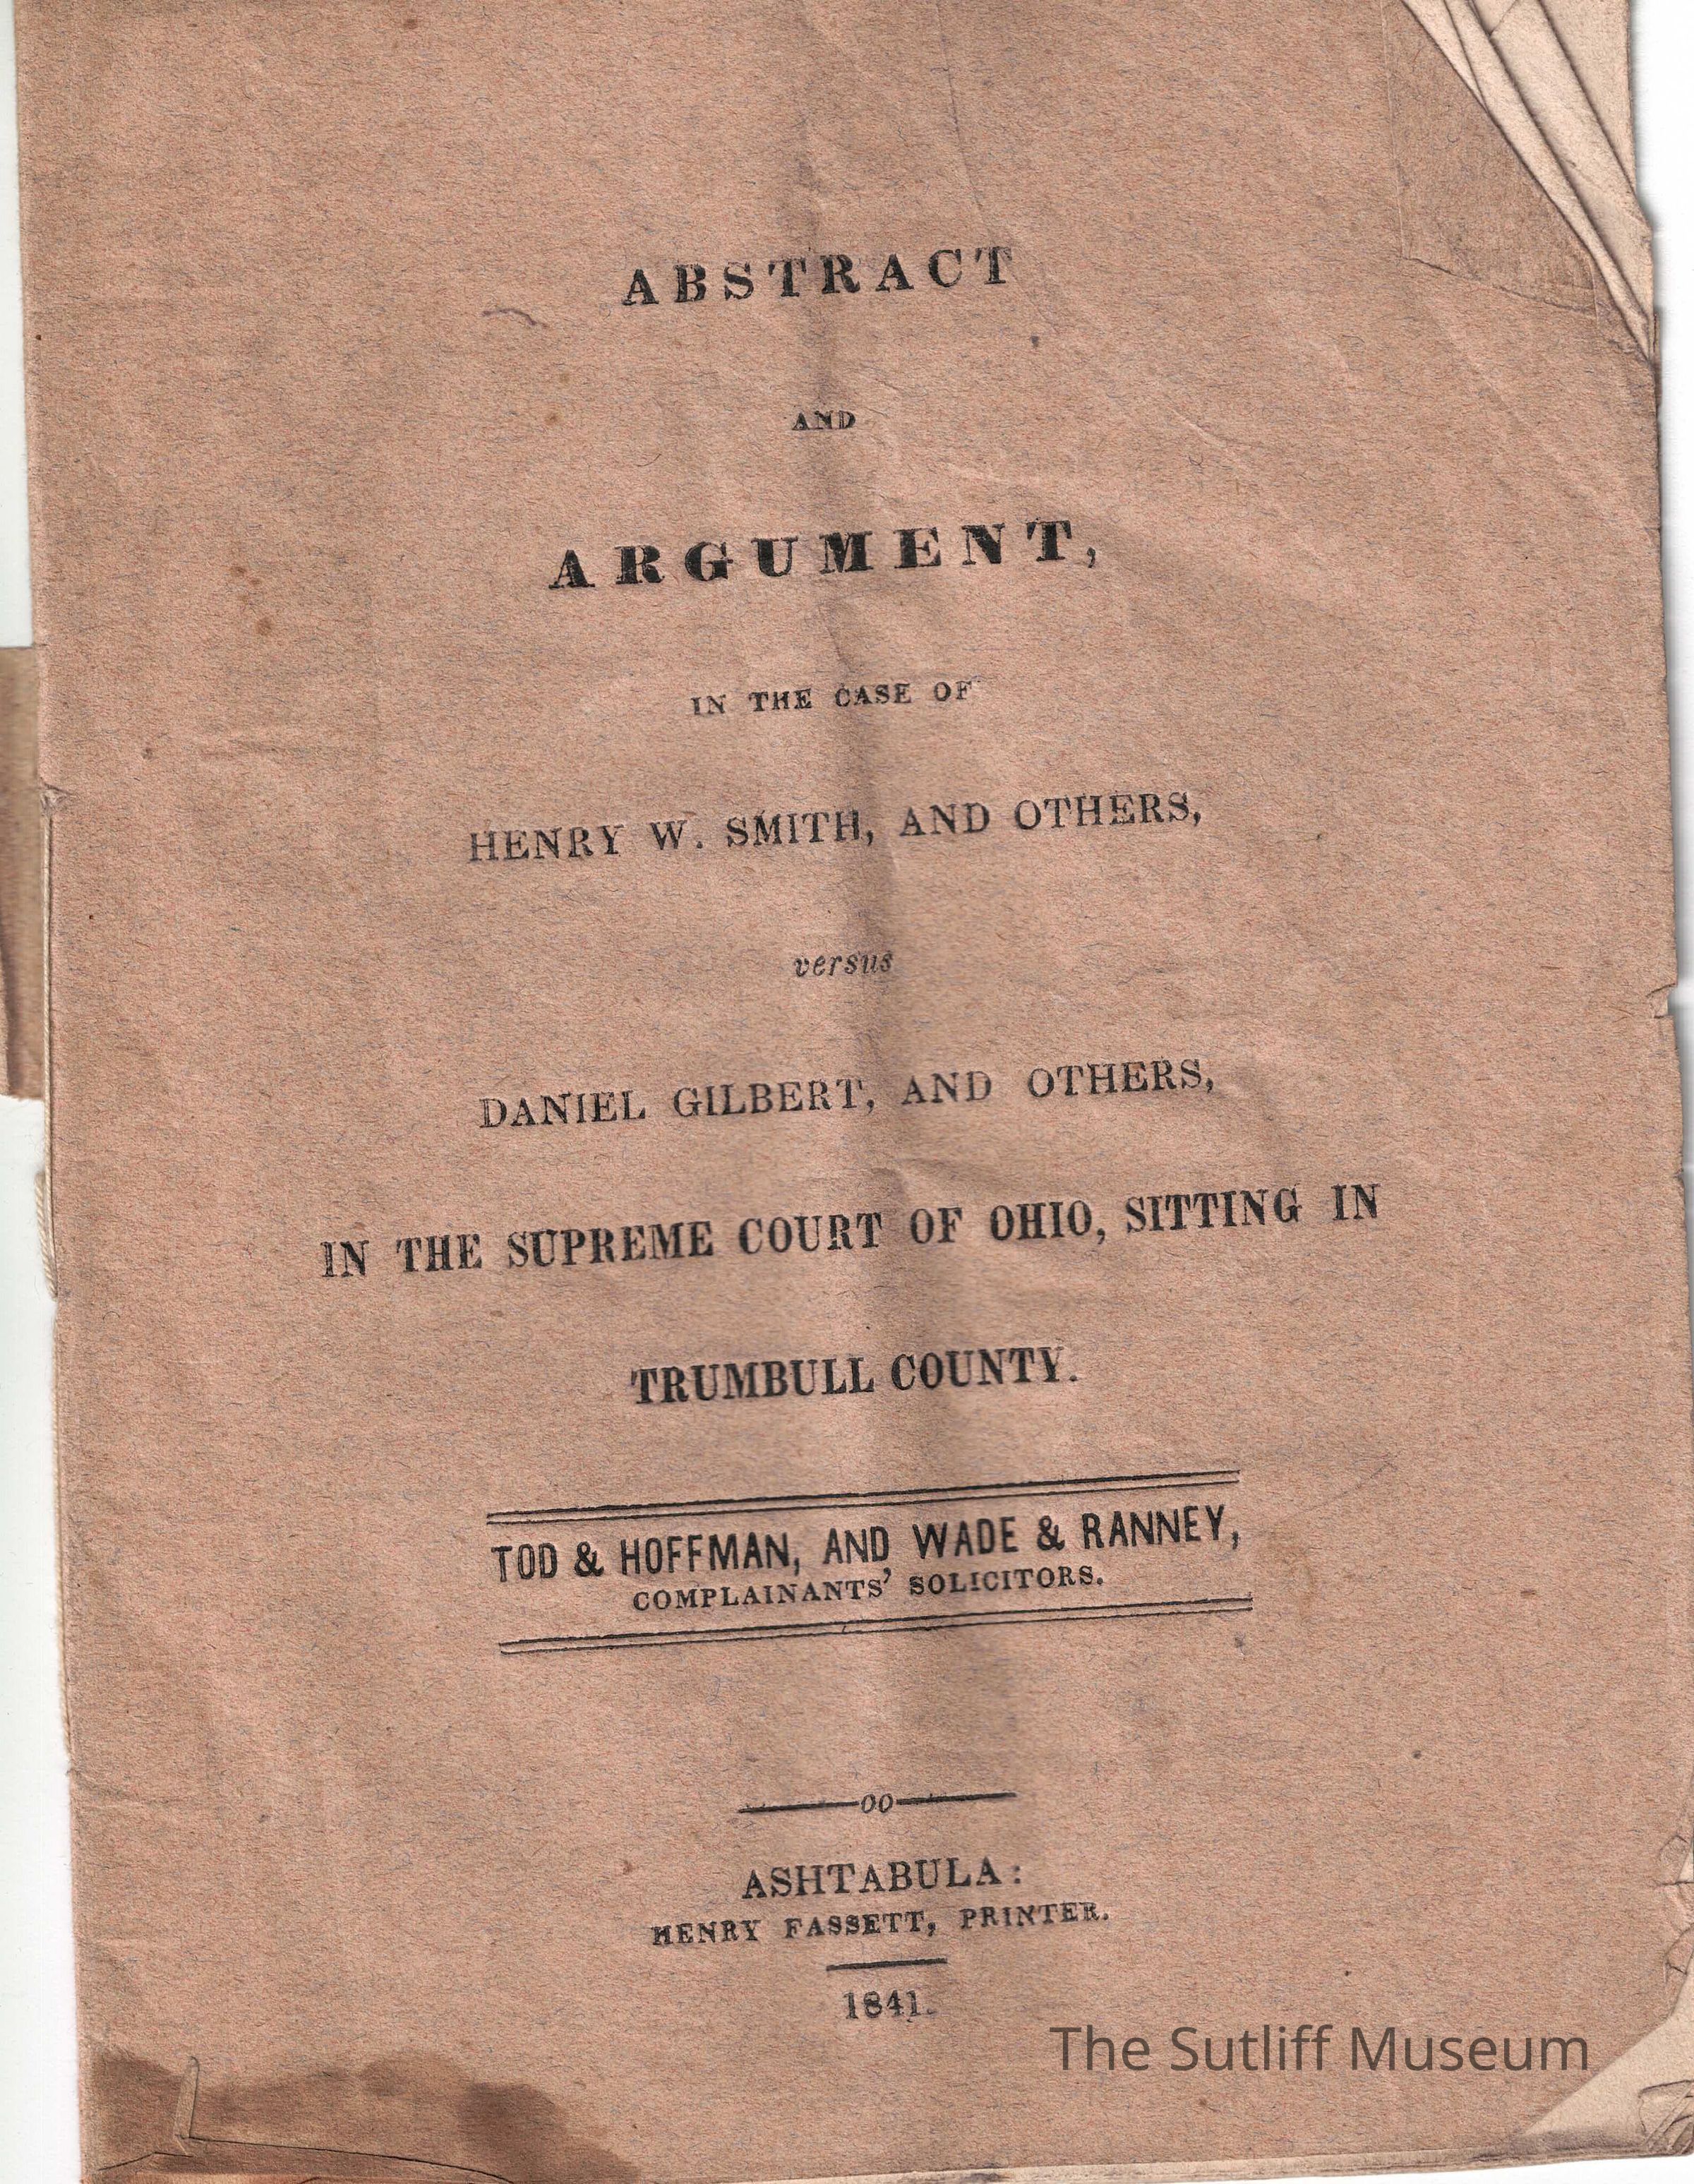 ABSTRACT
AND
ARGUMENT,
IN THE CASE OF
HENRY W. SMITH, AND OTHERS,
versus
DANIEL GILBERT, AND OTHERS,
IN THE SUPREME COURT OF OHIO, SITTING IN
TRUMBULL COUNTY.
TOD & HOFFMAN, AND WADE & RANNEY,
COMPLAINANTS' SOLICITORS.
oo
ASHTABULA:
HENRY FASSETT, PRINTER.
1841.
The Sutliff Museum